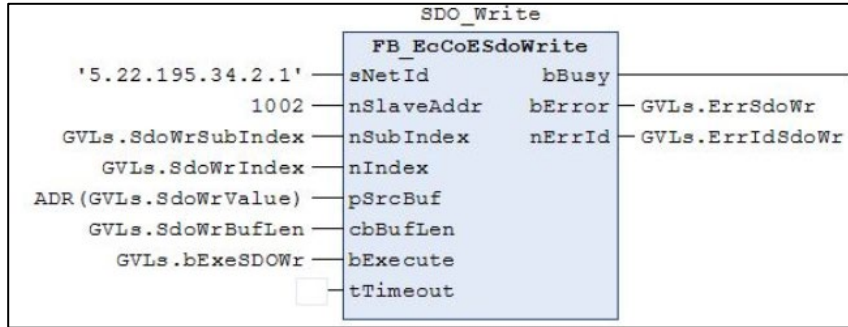 SDO_Write
FB_EcCoESdoWrite
'5.22.195.34.2.1' sNetId bBusy
1002 nSlaveAddr bError GVLs.ErrSdoWr
GVLs.SdoWrSubIndex nSubIndex nErrId GVLs.ErrIdSdoWr
GVLs.SdoWrIndex nIndex
ADR(GVLs.SdoWrValue) pSrcBuf
GVLs.SdoWrBufLen cbBufLen
GVLs.bExeSDOWr bExecute
tTimeout